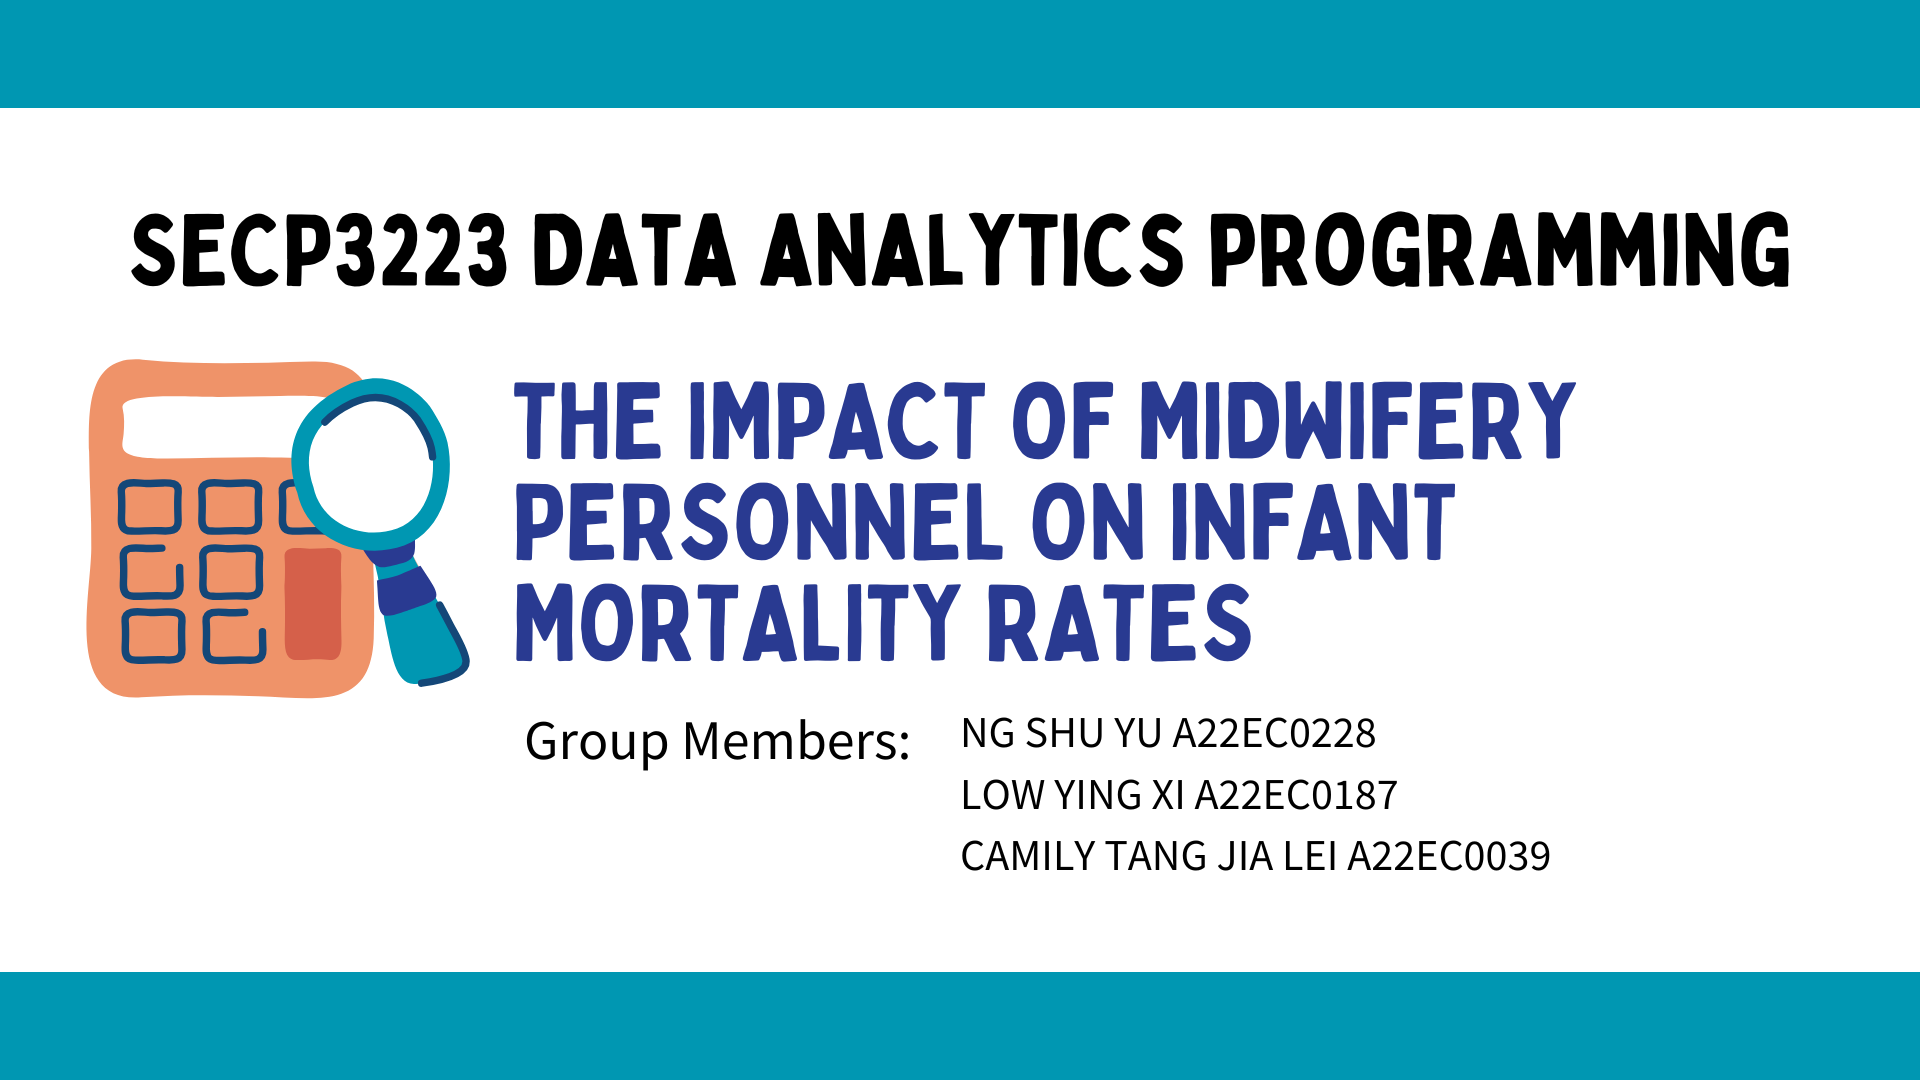 SECP3223 DATA ANALYTICS PROGRAMMING
THE IMPACT OF MIDWIFERY
PERSONNEL ON INFANT
MORTALITY RATES
Group Members:
NG SHU YU A22EC0228
LOW YING XI A22EC0187
CAMILY TANG JIA LEI A22EC0039